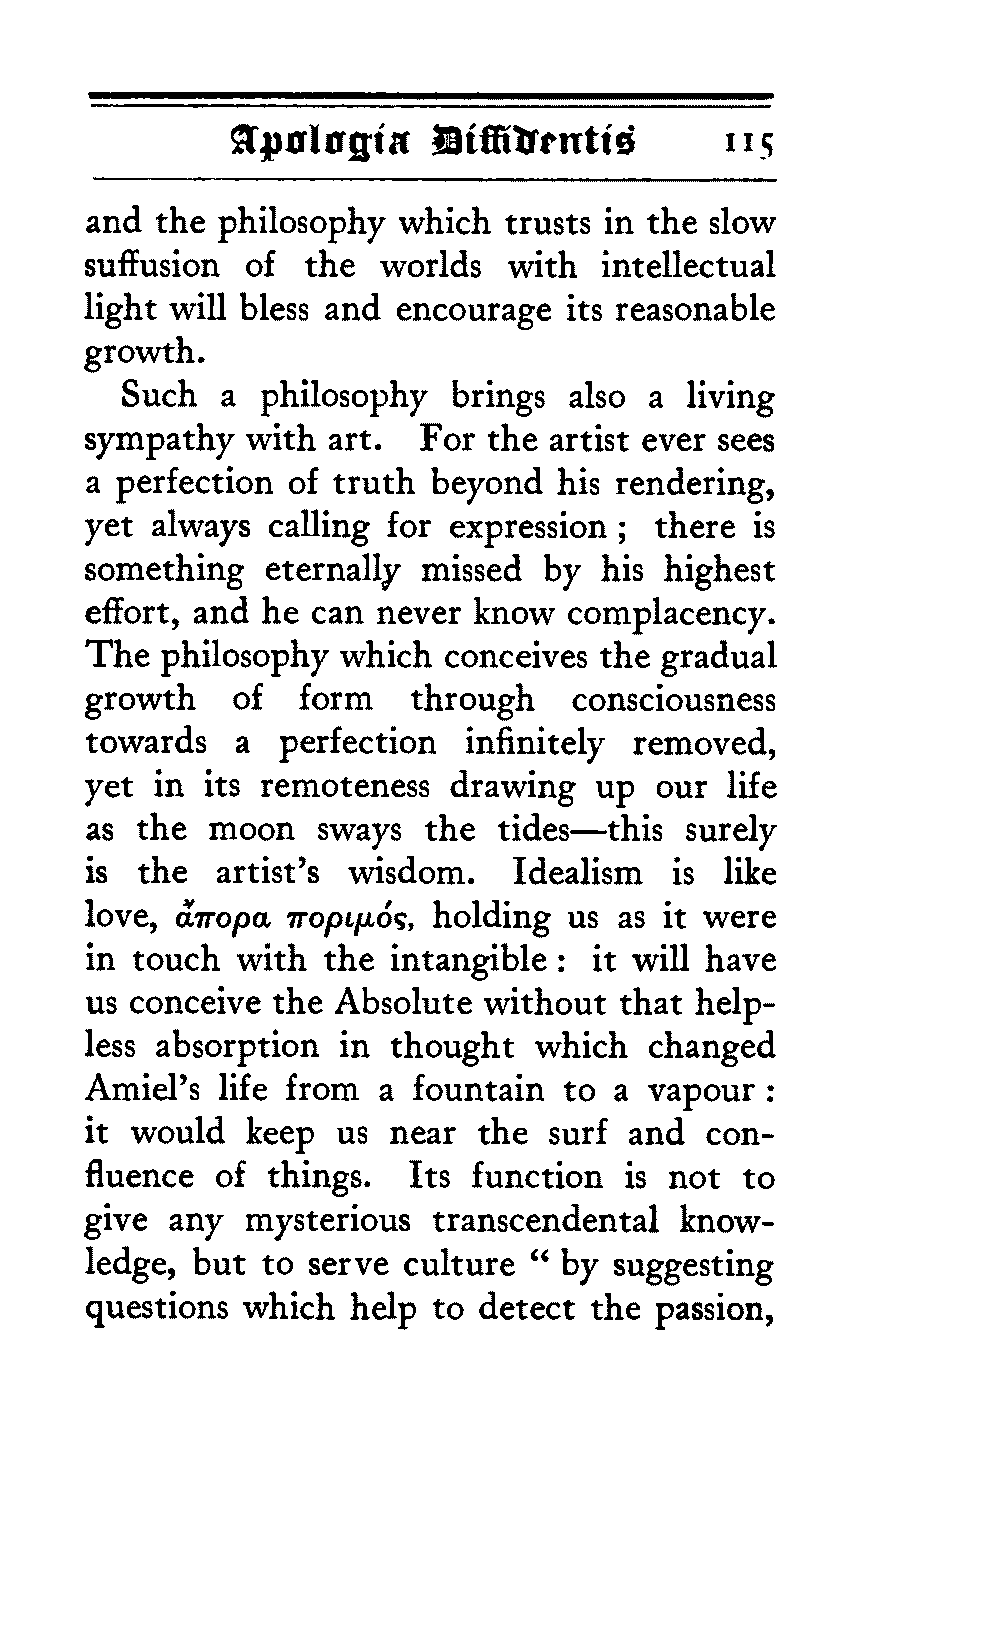 Apologia Diffidentis 115
and the philosophy which trusts in the slow
suffusion of the worlds with intellectual
light will bless and encourage its reasonable
growth.
Such a philosophy brings also a living
sympathy with art. For the artist ever sees
a perfection of truth beyond his rendering,
yet always calling for expression ; there is
something eternally missed by his highest
effort, and he can never know complacency.
The philosophy which conceives the gradual
growth of form through consciousness
towards a perfection infinitely removed,
yet in its remoteness drawing up our life
as the moon sways the tides—this surely
is the artist's wisdom. Idealism is like
love, ἄπορα ποριμός, holding us as it were
in touch with the intangible : it will have
us conceive the Absolute without that help-
less absorption in thought which changed
Amiel's life from a fountain to a vapour :
it would keep us near the surf and con-
fluence of things. Its function is not to
give any mysterious transcendental know-
ledge, but to serve culture “ by suggesting
questions which help to detect the passion,